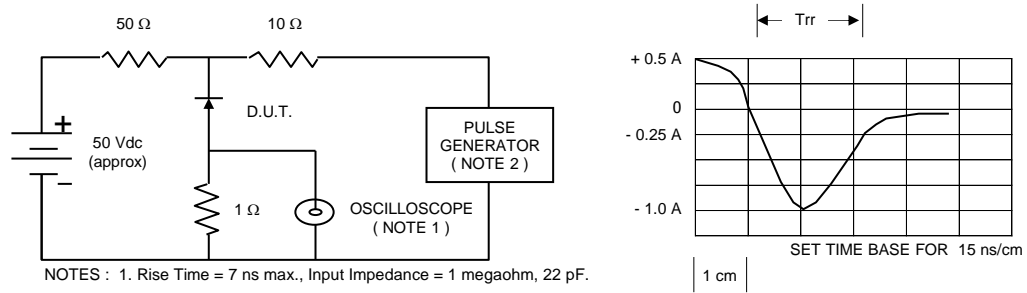 50 Ω
10 Ω
D.U.T.
+
50 Vdc
(approx)
−
1 Ω
OSCILLOSCOPE
( NOTE 1 )
PULSE
GENERATOR
( NOTE 2 )
NOTES : 1. Rise Time = 7 ns max., Input Impedance = 1 megaohm, 22 pF.
Trr
+ 0.5 A
0
- 0.25 A
- 1.0 A
SET TIME BASE FOR 15 ns/cm
1 cm